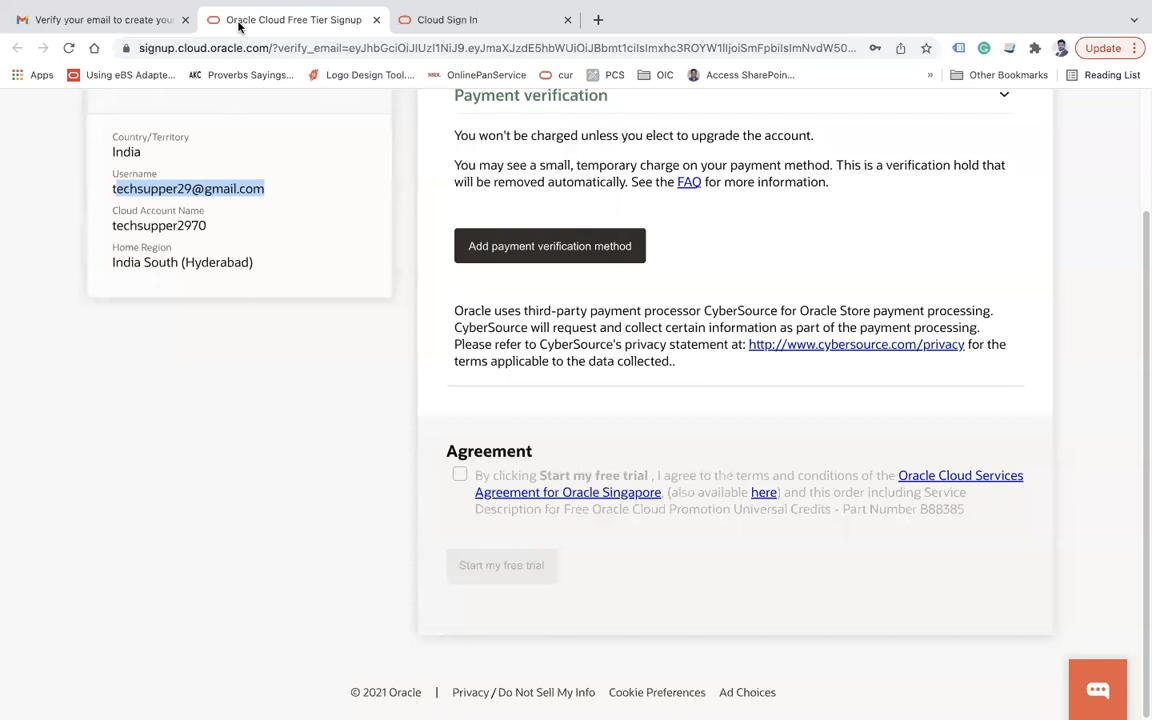 Verify your email to create you
Oracle Cloud Free Tier Signup
Cloud Sign In
signup.cloud.oracle.com/?verify_email=eyJhbGciOiJIUzI1NiJ9.eyJmaXJzdE5hbWUiOiJBbmt1ciIsImxhc3ROYW1lIjoiSmFpbiIsImVudW50...
Update
Apps
Using eBS Adapte...
AKC
Proverbs Sayings...
Logo Design Tool....
OnlinePanService
cur
PCS
OIC
Access SharePoin...
»
Other Bookmarks
Reading List
Payment verification
Country/Territory
India
Username
techsupper29@gmail.com
Cloud Account Name
techsupper2970
Home Region
India South (Hyderabad)
You won't be charged unless you elect to upgrade the account.
You may see a small, temporary charge on your payment method. This is a verification hold that
will be removed automatically. See the FAQ for more information.
Add payment verification method
Oracle uses third-party payment processor CyberSource for Oracle Store payment processing.
CyberSource will request and collect certain information as part of the payment processing.
Please refer to CyberSource's privacy statement at: http://www.cybersource.com/privacy for the
terms applicable to the data collected..
Agreement
By clicking Start my free trial , I agree to the terms and conditions of the Oracle Cloud Services
Agreement for Oracle Singapore, (also available here) and this order including Service
Description for Free Oracle Cloud Promotion Universal Credits - Part Number B88385
Start my free trial
© 2021 Oracle | Privacy / Do Not Sell My Info Cookie Preferences Ad Choices